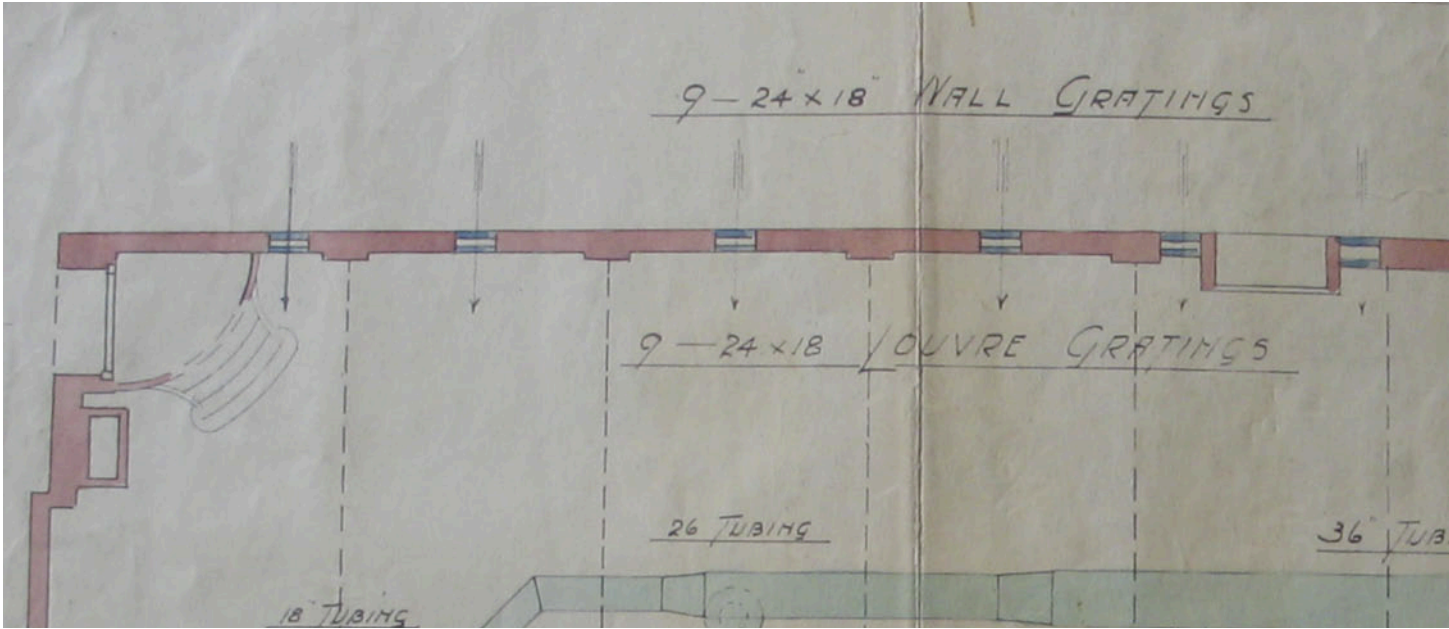 9 — 24" x 18" WALL GRATINGS
9 — 24 x 18 LOUVRE GRATINGS
26 TUBING
36" TUB
18" TUBING